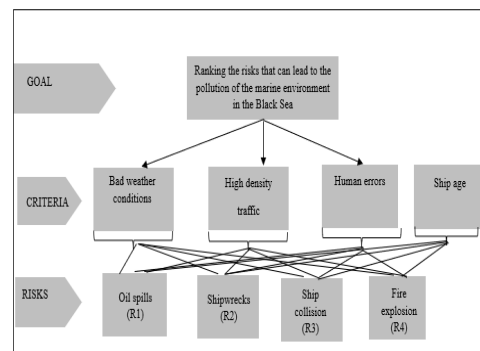 GOAL
Ranking the risks that can lead to the
pollution of the marine environment
in the Black Sea
CRITERIA
Bad weather
conditions
High density
traffic
Human errors
Ship age
RISKS
Oil spills
(R1)
Shipwrecks
(R2)
Ship
collision
(R3)
Fire
explosion
(R4)